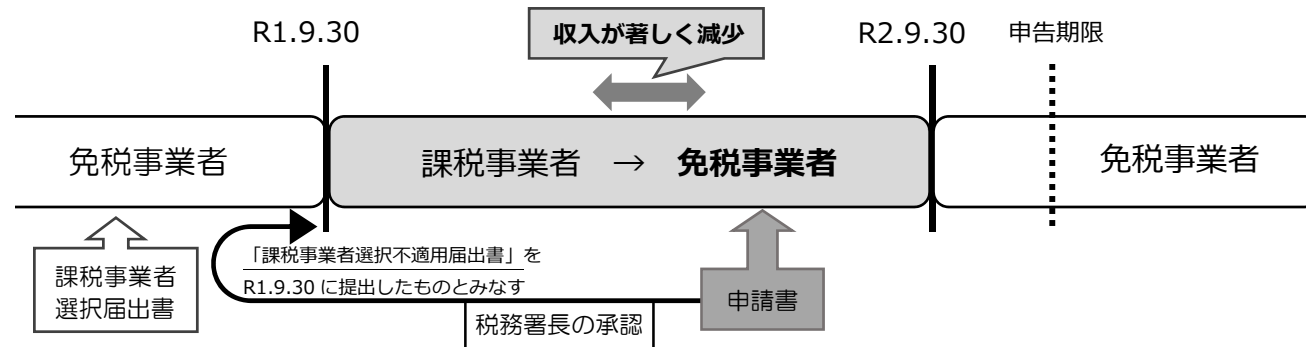 R1.9.30
収入が著しく減少
R2.9.30
申告期限
免税事業者
課税事業者 → 免税事業者
免税事業者
課税事業者
選択届出書
「課税事業者選択不適用届出書」を
R1.9.30 に提出したものとみなす
税務署長の承認
申請書